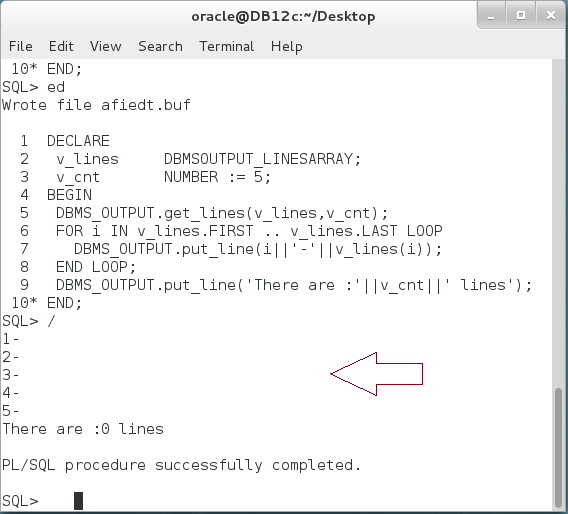 oracle@DB12c:~/Desktop
File Edit View Search Terminal Help
 10* END;
SQL> ed
Wrote file afiedt.buf

  1  DECLARE
  2   v_lines     DBMSOUTPUT_LINESARRAY;
  3   v_cnt       NUMBER := 5;
  4  BEGIN
  5   DBMS_OUTPUT.get_lines(v_lines,v_cnt);
  6   FOR i IN v_lines.FIRST .. v_lines.LAST LOOP
  7     DBMS_OUTPUT.put_line(i||'-'||v_lines(i));
  8   END LOOP;
  9   DBMS_OUTPUT.put_line('There are :'||v_cnt||' lines');
 10* END;
SQL> /
1-
2-
3-
4-
5-
There are :0 lines

PL/SQL procedure successfully completed.

SQL>